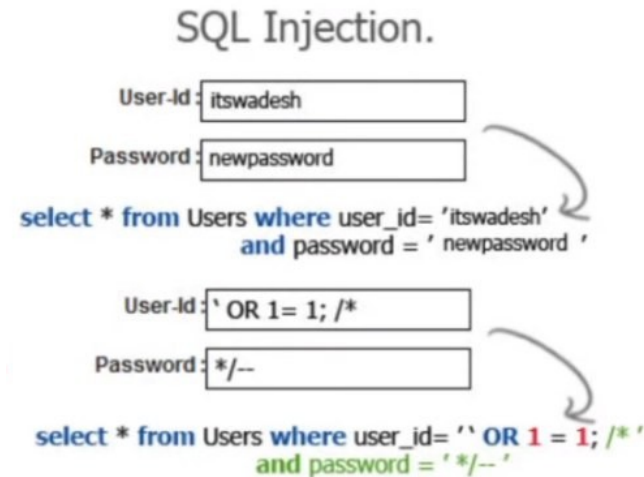 SQL Injection.
User-Id : itswadesh
Password : newpassword
select * from Users where user_id= 'itswadesh'
and password = ' newpassword '
User-Id : ` OR 1= 1; /*
Password : */--
select * from Users where user_id= '` OR 1 = 1; /* '
and password = ' */-- '